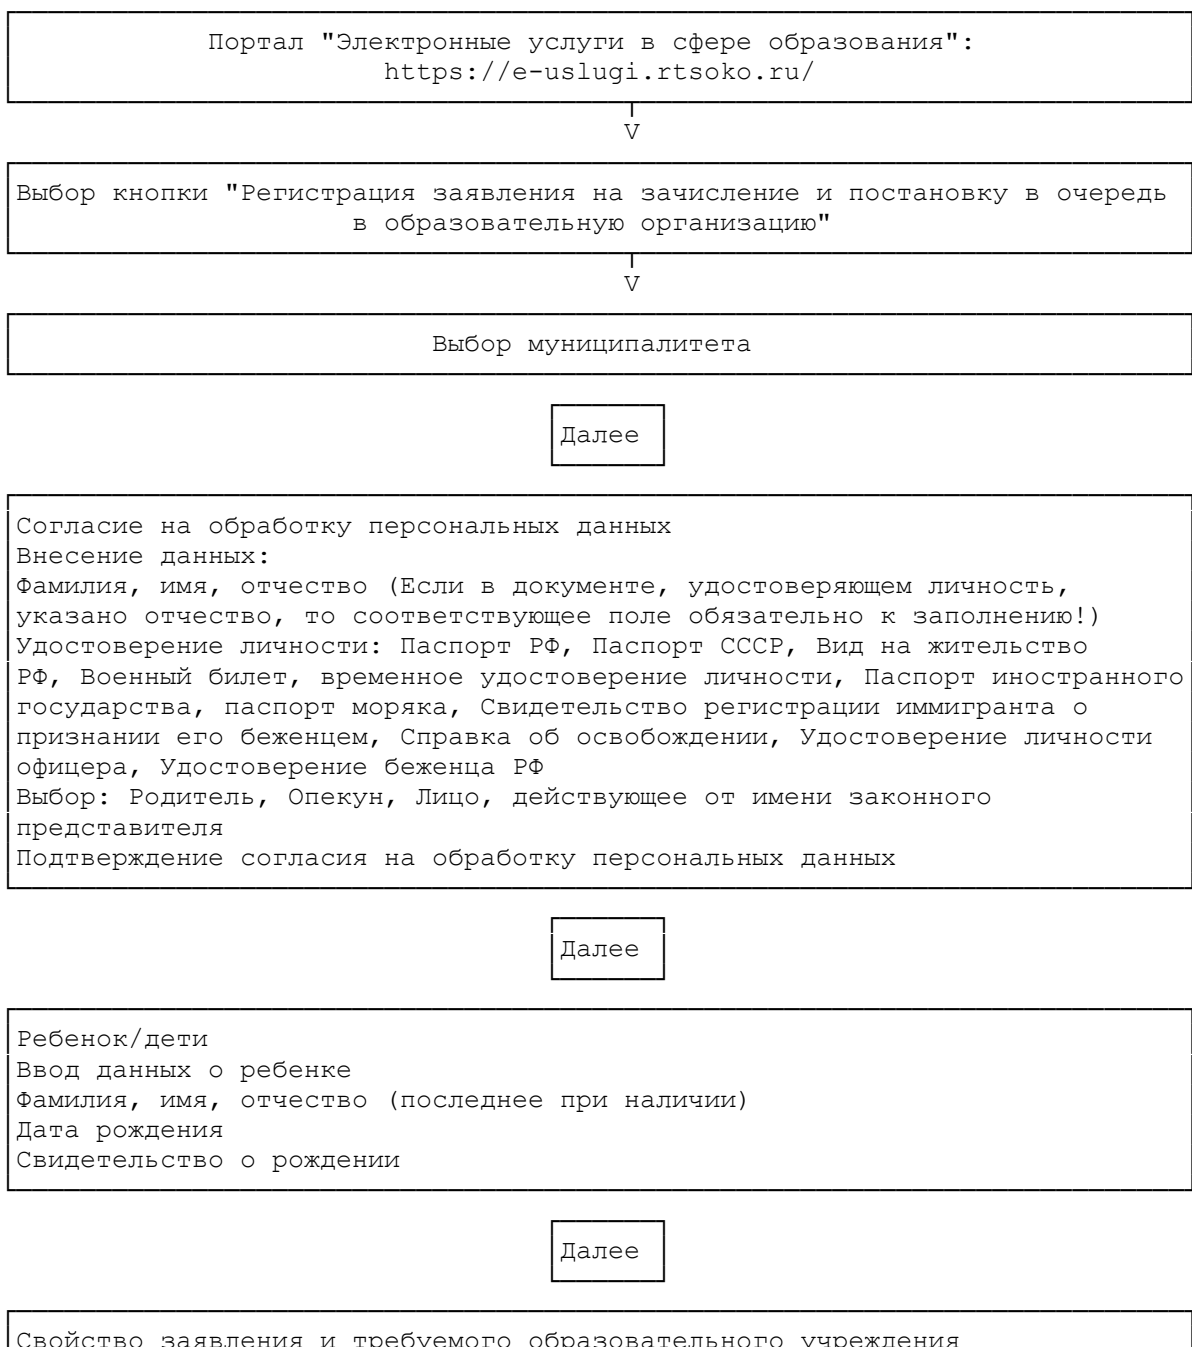 Портал "Электронные услуги в сфере образования":
https://e-uslugi.rtsoko.ru/
V
Выбор кнопки "Регистрация заявления на зачисление и постановку в очередь
в образовательную организацию"
V
Выбор муниципалитета
Далее
Согласие на обработку персональных данных
Внесение данных:
Фамилия, имя, отчество (Если в документе, удостоверяющем личность,
указано отчество, то соответствующее поле обязательно к заполнению!)
Удостоверение личности: Паспорт РФ, Паспорт СССР, Вид на жительство
РФ, Военный билет, временное удостоверение личности, Паспорт иностранного
государства, паспорт моряка, Свидетельство регистрации иммигранта о
признании его беженцем, Справка об освобождении, Удостоверение личности
офицера, Удостоверение беженца РФ
Выбор: Родитель, Опекун, Лицо, действующее от имени законного
представителя
Подтверждение согласия на обработку персональных данных
Далее
Ребенок/дети
Ввод данных о ребенке
Фамилия, имя, отчество (последнее при наличии)
Дата рождения
Свидетельство о рождении
Далее
Свойство заявления и требуемого образовательного учреждения